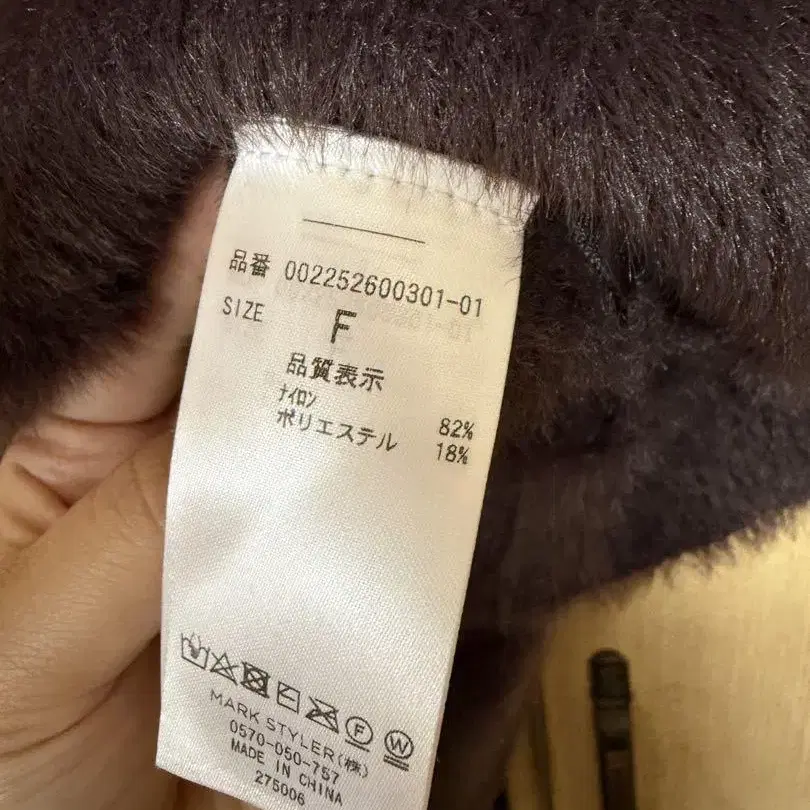 品番 002252600301-01
SIZE F
品質表示
ナイロン 82%
ポリエステル 18%
F W
MARK STYLER(株)
0570-050-757
MADE IN CHINA
275006